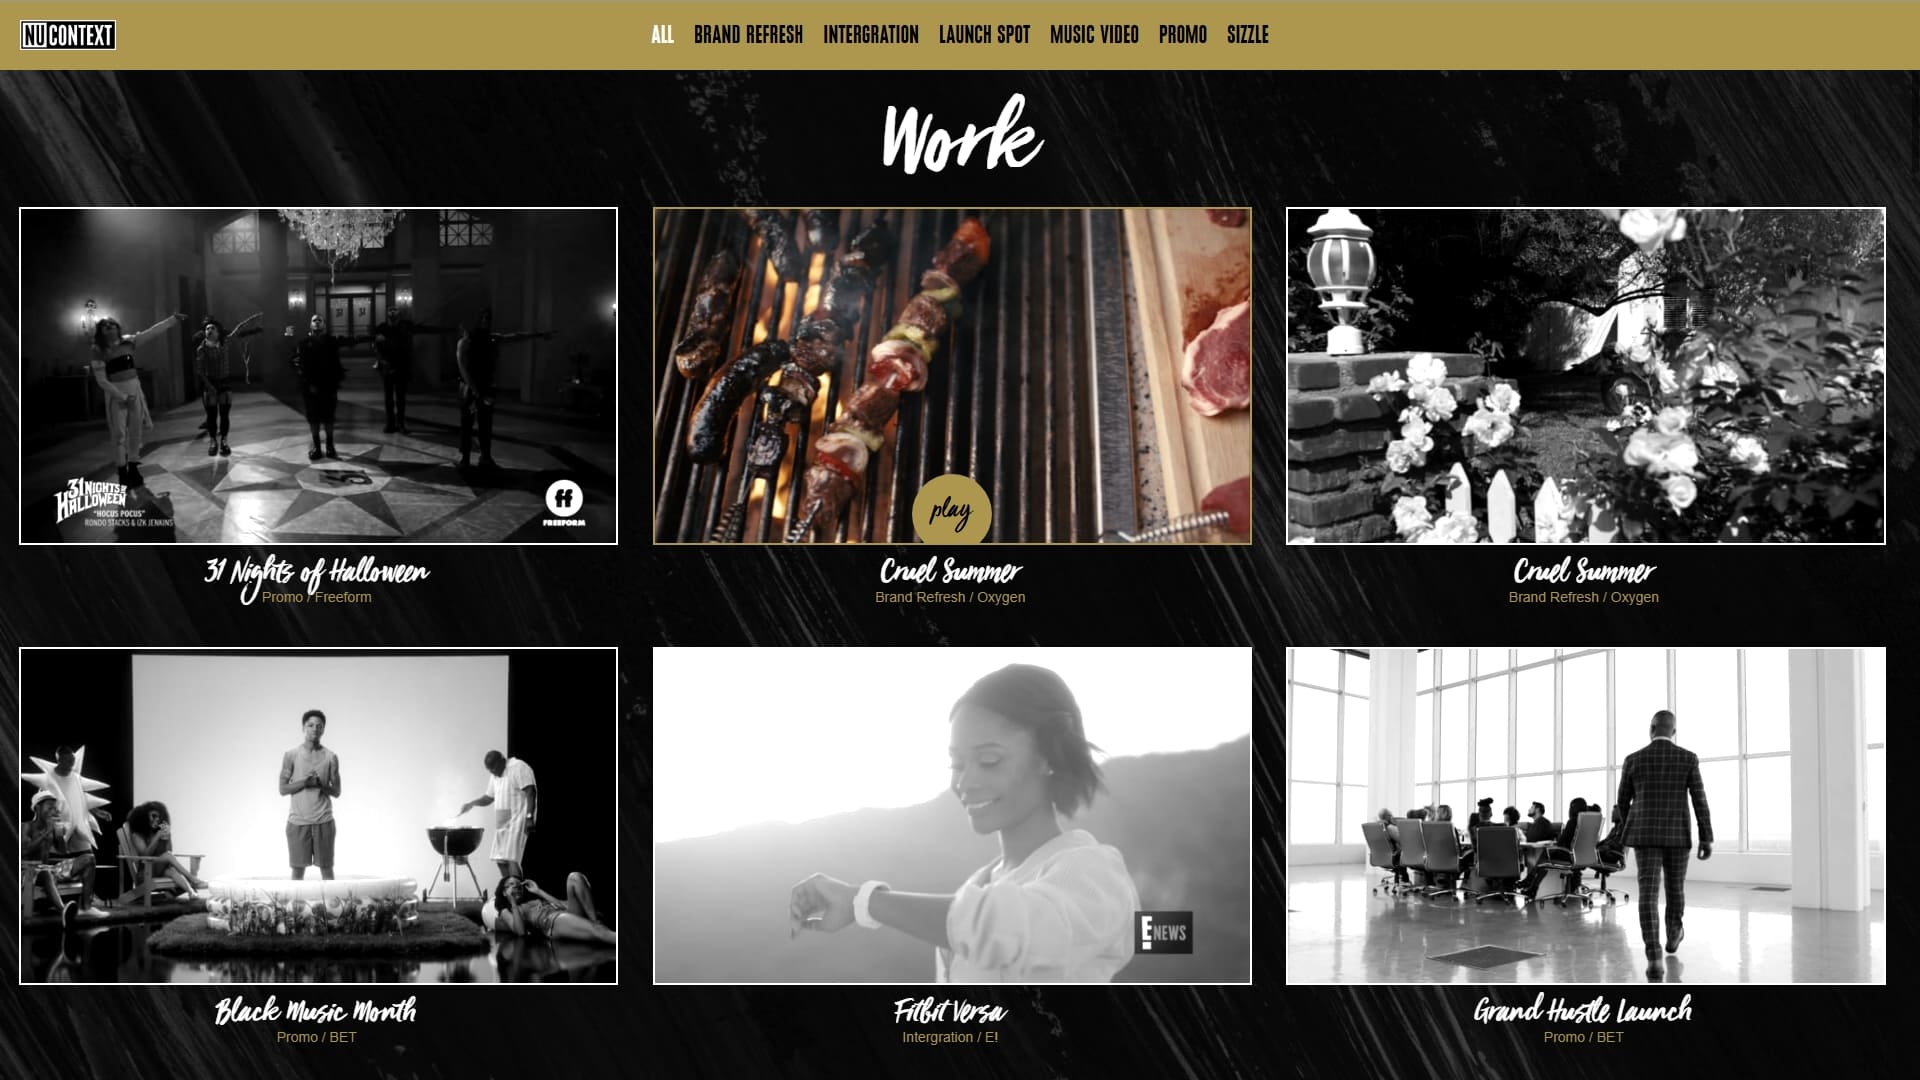 NUCONTEXT
ALL BRAND REFRESH INTERGRATION LAUNCH SPOT MUSIC VIDEO PROMO SIZZLE
Work
31 NIGHTS OF HALLOWEEN
"HOCUS POCUS"
RONDO STACKS & IZK JENKINS
ff
FREEFORM
play
31 Nights of Halloween
Promo / Freeform
Cruel Summer
Brand Refresh / Oxygen
Cruel Summer
Brand Refresh / Oxygen
E! NEWS
Black Music Month
Promo / BET
Fitbit Versa
Intergration / E!
Grand Hustle Launch
Promo / BET